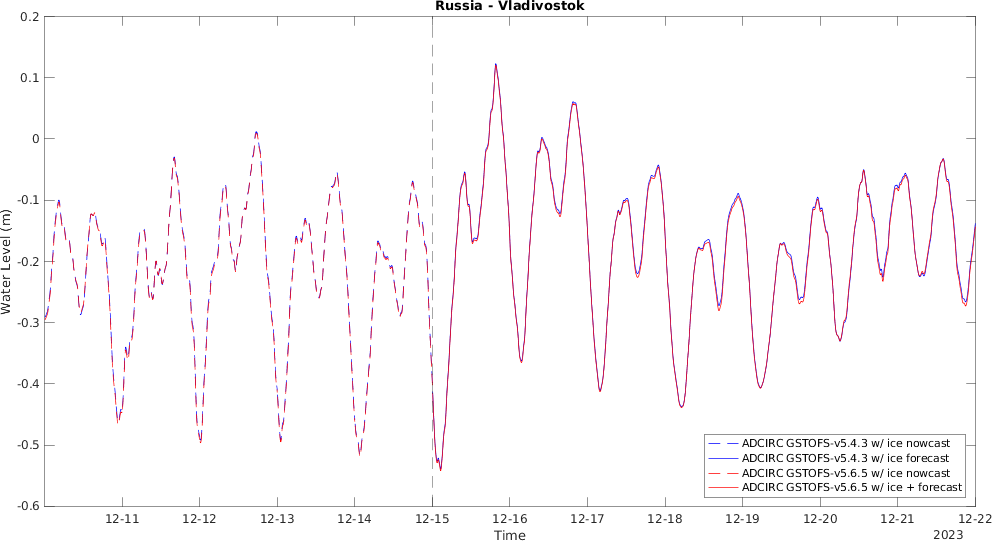 Russia - Vladivostok
Water Level (m)
0.2
0.1
0
-0.1
-0.2
-0.3
-0.4
-0.5
-0.6
ADCIRC GSTOFS-v5.4.3 w/ ice nowcast
ADCIRC GSTOFS-v5.4.3 w/ ice forecast
ADCIRC GSTOFS-v5.6.5 w/ ice nowcast
ADCIRC GSTOFS-v5.6.5 w/ ice + forecast
12-11 12-12 12-13 12-14 12-15 12-16 12-17 12-18 12-19 12-20 12-21 12-22
Time
2023